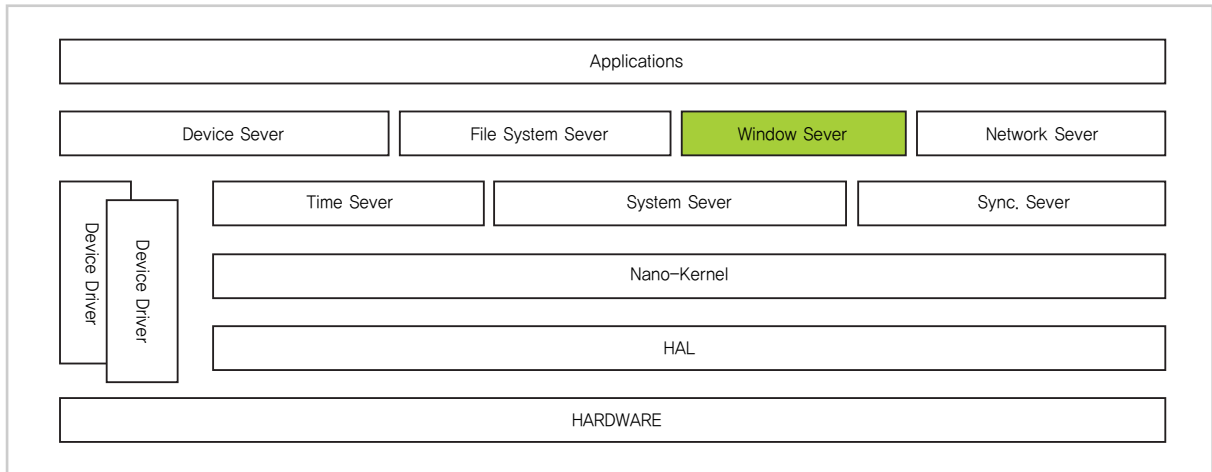 Applications
Device Sever
File System Sever
Window Sever
Network Sever
Time Sever
System Sever
Sync. Sever
Device Driver
Device Driver
Nano-Kernel
HAL
HARDWARE